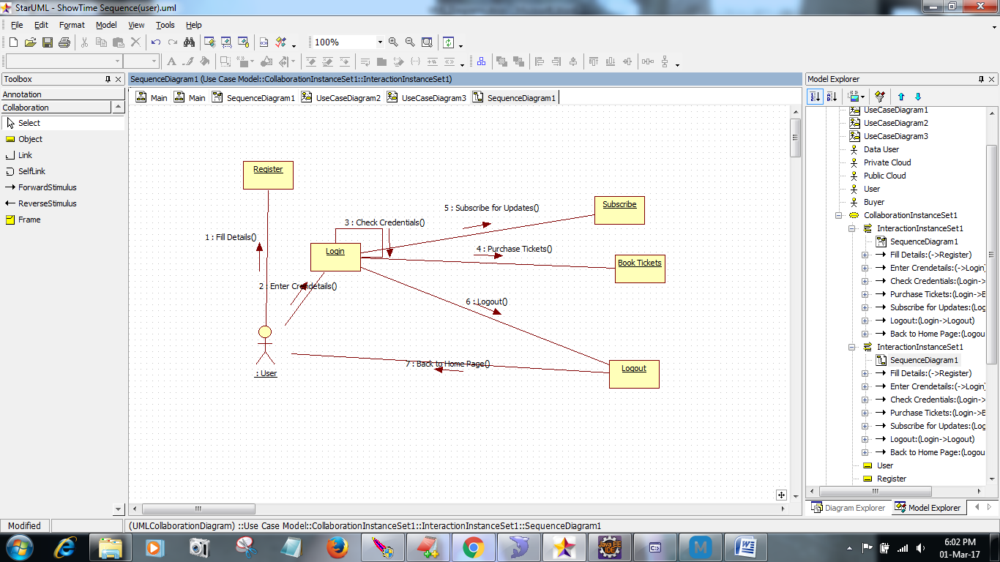 StarUML - ShowTime Sequence(user).uml
File Edit Format Model View Tools Help
100%
Toolbox
Annotation
Collaboration
Select
Object
Link
SelfLink
ForwardStimulus
ReverseStimulus
Frame
SequenceDiagram1 (Use Case Model::CollaborationInstanceSet1::InteractionInstanceSet1)
Main Main SequenceDiagram1 UseCaseDiagram2 UseCaseDiagram3 SequenceDiagram1
Register
5 : Subscribe for Updates()
Subscribe
3 : Check Credentials()
1 : Fill Details()
Login
4 : Purchase Tickets()
Book Tickets
2 : Enter Crendetails()
6 : Logout()
7 : Back to Home Page()
Logout
: User
Model Explorer
UseCaseDiagram1
UseCaseDiagram2
UseCaseDiagram3
Data User
Private Cloud
Public Cloud
User
Buyer
CollaborationInstanceSet1
InteractionInstanceSet1
SequenceDiagram1
Fill Details:(->Register)
Enter Crendetails:(->Login)
Check Credentials:(Login->
Purchase Tickets:(Login->B
Subscribe for Updates:(Log
Logout:(Login->Logout)
Back to Home Page:(Logou
InteractionInstanceSet1
SequenceDiagram1
Fill Details:(->Register)
Enter Crendetails:(->Login)
Check Credentials:(Login->
Purchase Tickets:(Login->B
Subscribe for Updates:(Log
Logout:(Login->Logout)
Back to Home Page:(Logou
User
Register
Diagram Explorer Model Explorer
Modified
(UMLCollaborationDiagram) ::Use Case Model::CollaborationInstanceSet1::InteractionInstanceSet1::SequenceDiagram1
Java EE
IDE
6:02 PM
01-Mar-17